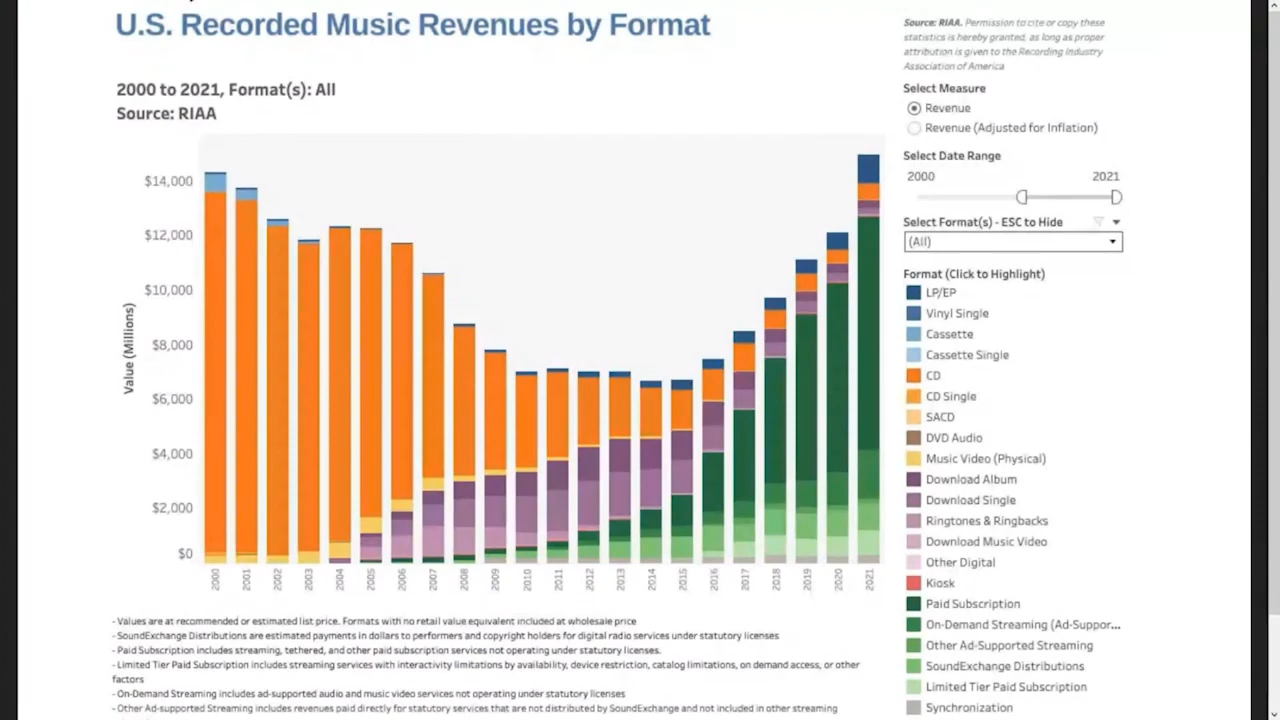 U.S. Recorded Music Revenues by Format
2000 to 2021, Format(s): All
Source: RIAA
Value (Millions)
$14,000
$12,000
$10,000
$8,000
$6,000
$4,000
$2,000
$0
2000 2001 2002 2003 2004 2005 2006 2007 2008 2009 2010 2011 2012 2013 2014 2015 2016 2017 2018 2019 2020 2021
Source: RIAA. Permission to cite or copy these
statistics is hereby granted, as long as proper
attribution is given to the Recording Industry
Association of America
Select Measure
Revenue
Revenue (Adjusted for Inflation)
Select Date Range
2000 2021
Select Format(s) - ESC to Hide
(All)
Format (Click to Highlight)
LP/EP
Vinyl Single
Cassette
Cassette Single
CD
CD Single
SACD
DVD Audio
Music Video (Physical)
Download Album
Download Single
Ringtones & Ringbacks
Download Music Video
Other Digital
Kiosk
Paid Subscription
On-Demand Streaming (Ad-Suppor...
Other Ad-Supported Streaming
SoundExchange Distributions
Limited Tier Paid Subscription
Synchronization
- Values are at recommended or estimated list price. Formats with no retail value equivalent included at wholesale price
- SoundExchange Distributions are estimated payments in dollars to performers and copyright holders for digital radio services under statutory licenses
- Paid Subscription includes streaming, tethered, and other paid subscription services not operating under statutory licenses.
- Limited Tier Paid Subscription includes streaming services with interactivity limitations by availability, device restriction, catalog limitations, on demand access, or other
factors
- On-Demand Streaming includes ad-supported audio and music video services not operating under statutory licenses
- Other Ad-supported Streaming includes revenues paid directly for statutory services that are not distributed by SoundExchange and not included in other streaming